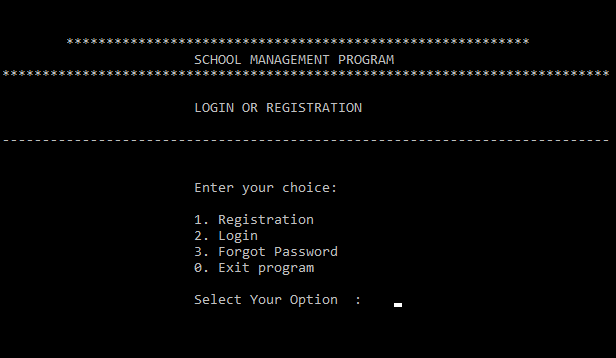 **********************************************************
SCHOOL MANAGEMENT PROGRAM
****************************************************************************
LOGIN OR REGISTRATION
----------------------------------------------------------------------------
Enter your choice:
1. Registration
2. Login
3. Forgot Password
0. Exit program
Select Your Option :